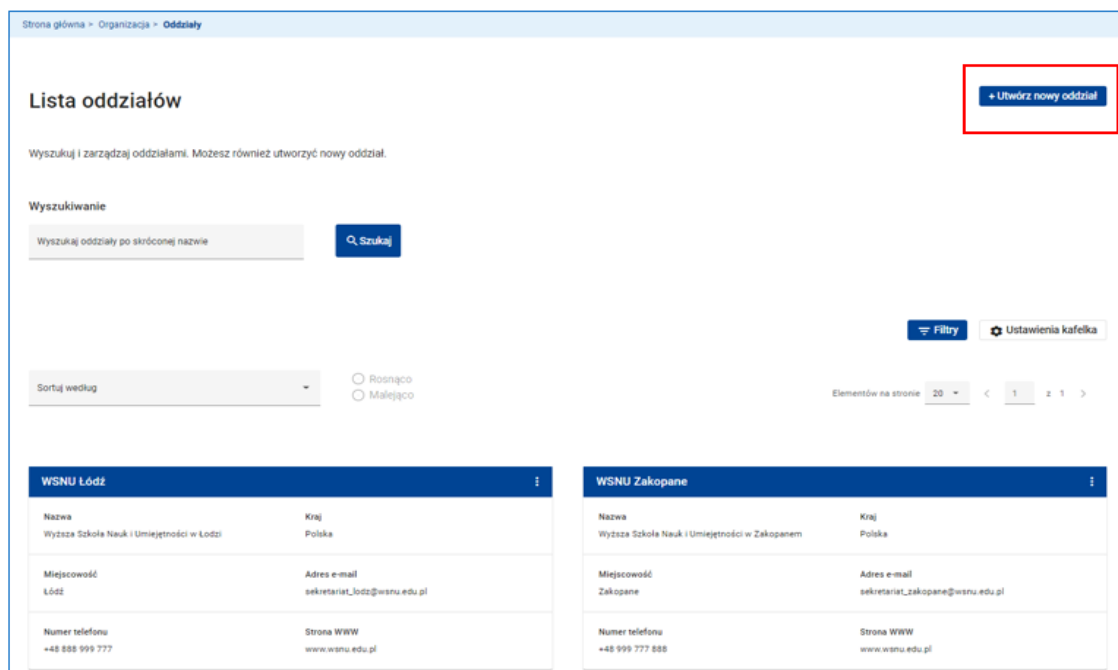 Strona główna > Organizacja > Oddziały
Lista oddziałów
+ Utwórz nowy oddział
Wyszukuj i zarządzaj oddziałami. Możesz również utworzyć nowy oddział.
Wyszukiwanie
Wyszukaj oddziały po skróconej nazwie
Szukaj
Filtry
Ustawienia kafelka
Sortuj według
Rosnąco
Malejąco
Elementów na stronie 20 < 1 z 1 >
WSNU Łódź
Nazwa Kraj
Wyższa Szkoła Nauk i Umiejętności w Łodzi Polska
Miejscowość Adres e-mail
Łódź sekretariat_lodz@wsnu.edu.pl
Numer telefonu Strona WWW
+48 888 999 777 www.wsnu.edu.pl
WSNU Zakopane
Nazwa Kraj
Wyższa Szkoła Nauk i Umiejętności w Zakopanem Polska
Miejscowość Adres e-mail
Zakopane sekretariat_zakopane@wsnu.edu.pl
Numer telefonu Strona WWW
+48 999 777 888 www.wsnu.edu.pl